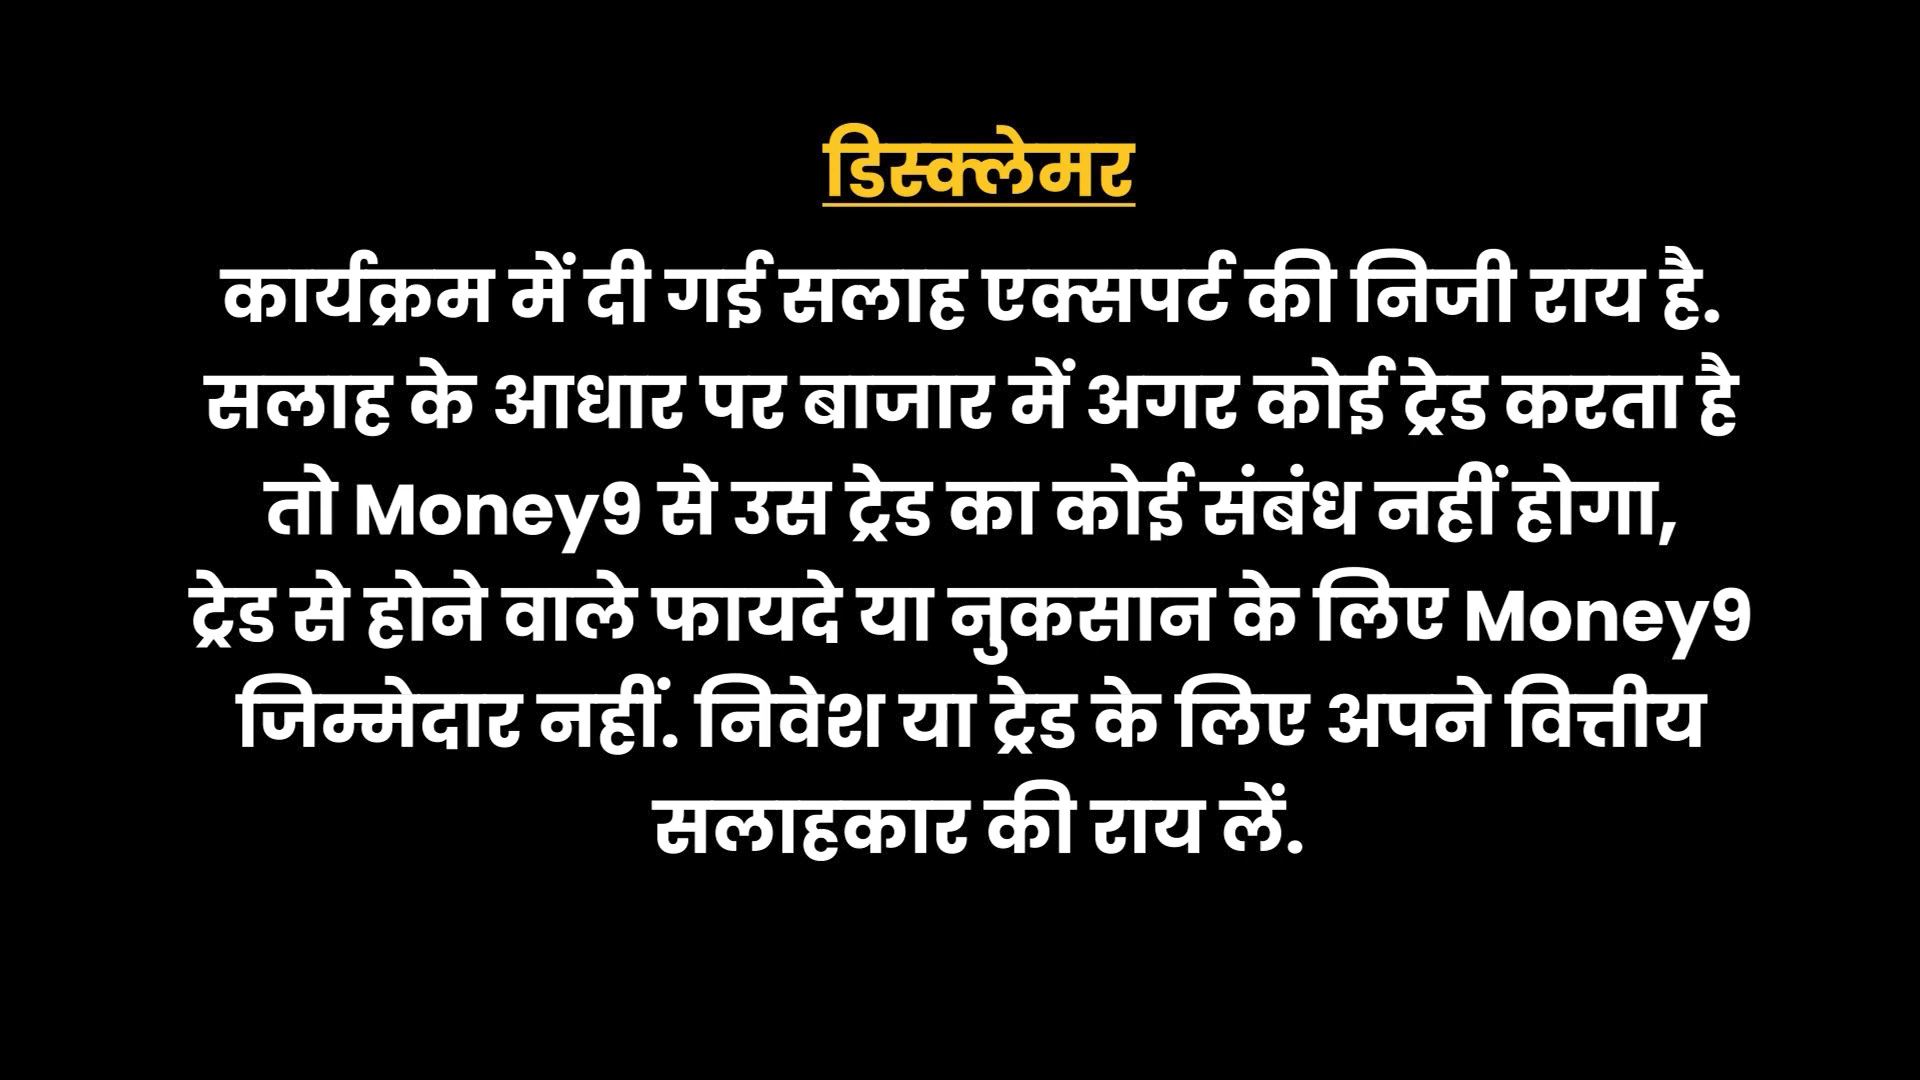 डिस्क्लेमर
कार्यक्रम में दी गई सलाह एक्सपर्ट की निजी राय है.
सलाह के आधार पर बाजार में अगर कोई ट्रेड करता है
तो Money9 से उस ट्रेड का कोई संबंध नहीं होगा,
ट्रेड से होने वाले फायदे या नुकसान के लिए Money9
जिम्मेदार नहीं. निवेश या ट्रेड के लिए अपने वित्तीय
सलाहकार की राय लें.